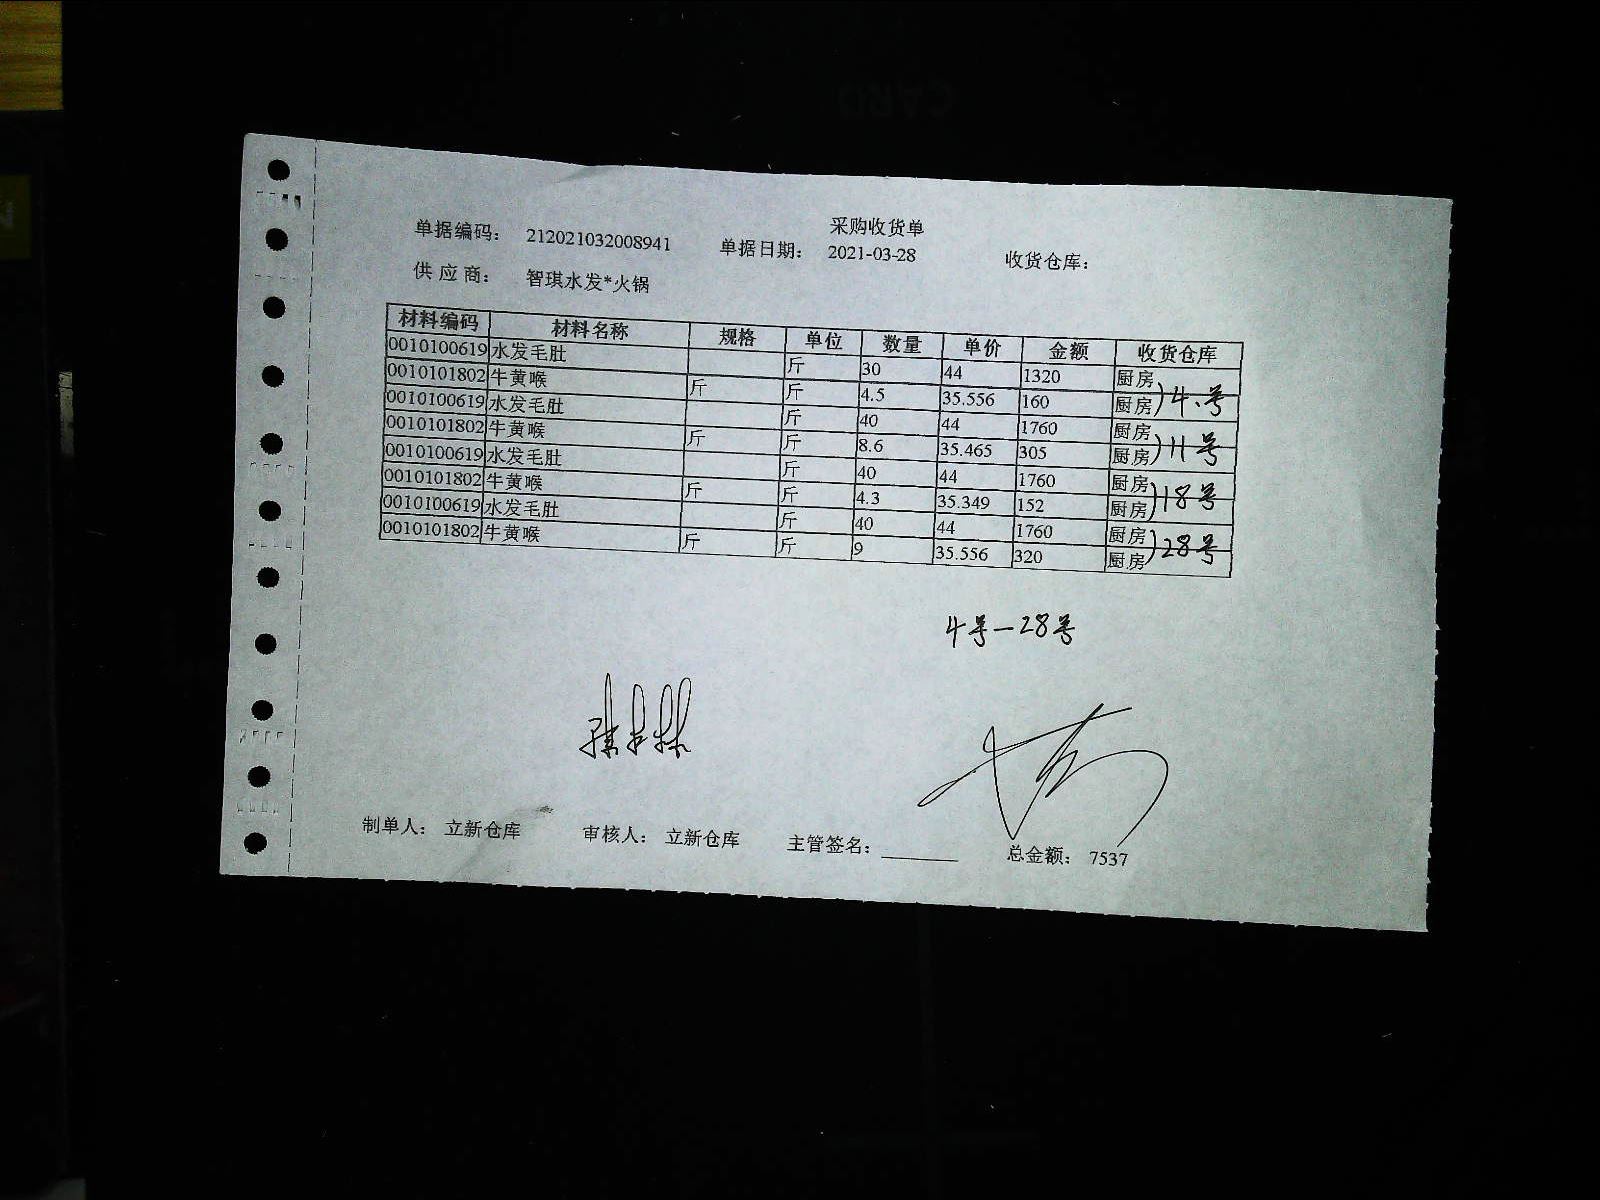 采购收货单
单据编码： 212021032008941 单据日期： 2021-03-28 收货仓库：
供 应 商： 智琪水发*火锅
材料编码 材料名称 规格 单位 数量 单价 金额 收货仓库
0010100619 水发毛肚 斤 30 44 1320 厨房
0010101802 牛黄喉 斤 斤 4.5 35.556 160 厨房 4.号
0010100619 水发毛肚 斤 40 44 1760 厨房
0010101802 牛黄喉 斤 斤 8.6 35.465 305 厨房 11号
0010100619 水发毛肚 斤 40 44 1760 厨房
0010101802 牛黄喉 斤 斤 4.3 35.349 152 厨房 18号
0010100619 水发毛肚 斤 40 44 1760 厨房
0010101802 牛黄喉 斤 斤 9 35.556 320 厨房 28号
4号-28号
制单人： 立新仓库 审核人： 立新仓库 主管签名： 总金额： 7537